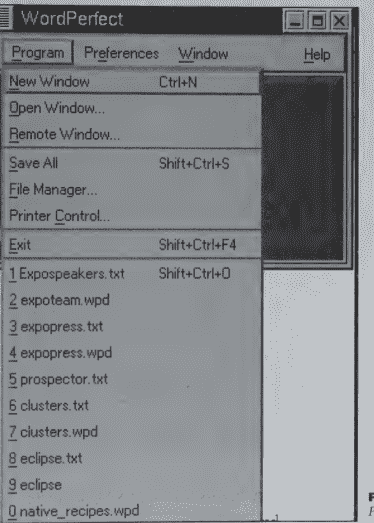 WordPerfect
Program Preferences Window Help
New Window Ctrl+N
Open Window...
Remote Window...
Save All Shift+Ctrl+S
File Manager...
Printer Control...
Exit Shift+Ctrl+F4
1 Expospeakers.txt Shift+Ctrl+O
2 expoteam.wpd
3 expopress.txt
4 expopress.wpd
5 prospector.txt
6 clusters.txt
7 clusters.wpd
8 eclipse.txt
9 eclipse
0 native_recipes.wpd